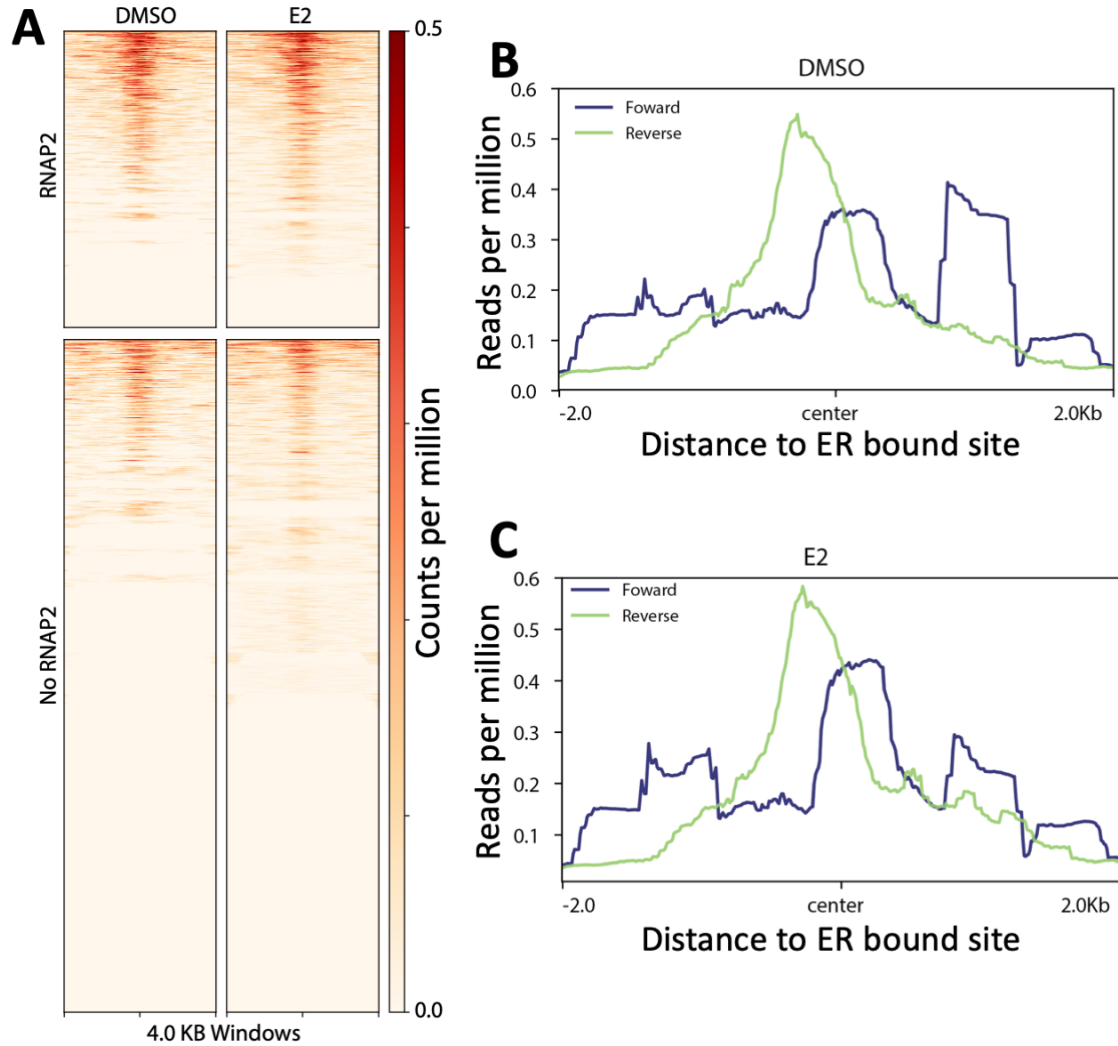 A
DMSO
E2
RNAP2
No RNAP2
4.0 KB Windows
0.5
Counts per million
0.0
B
DMSO
Foward
Reverse
Reads per million
0.6
0.5
0.4
0.3
0.2
0.1
0.0
-2.0
center
2.0Kb
Distance to ER bound site
C
E2
Foward
Reverse
Reads per million
0.6
0.5
0.4
0.3
0.2
0.1
-2.0
center
2.0Kb
Distance to ER bound site